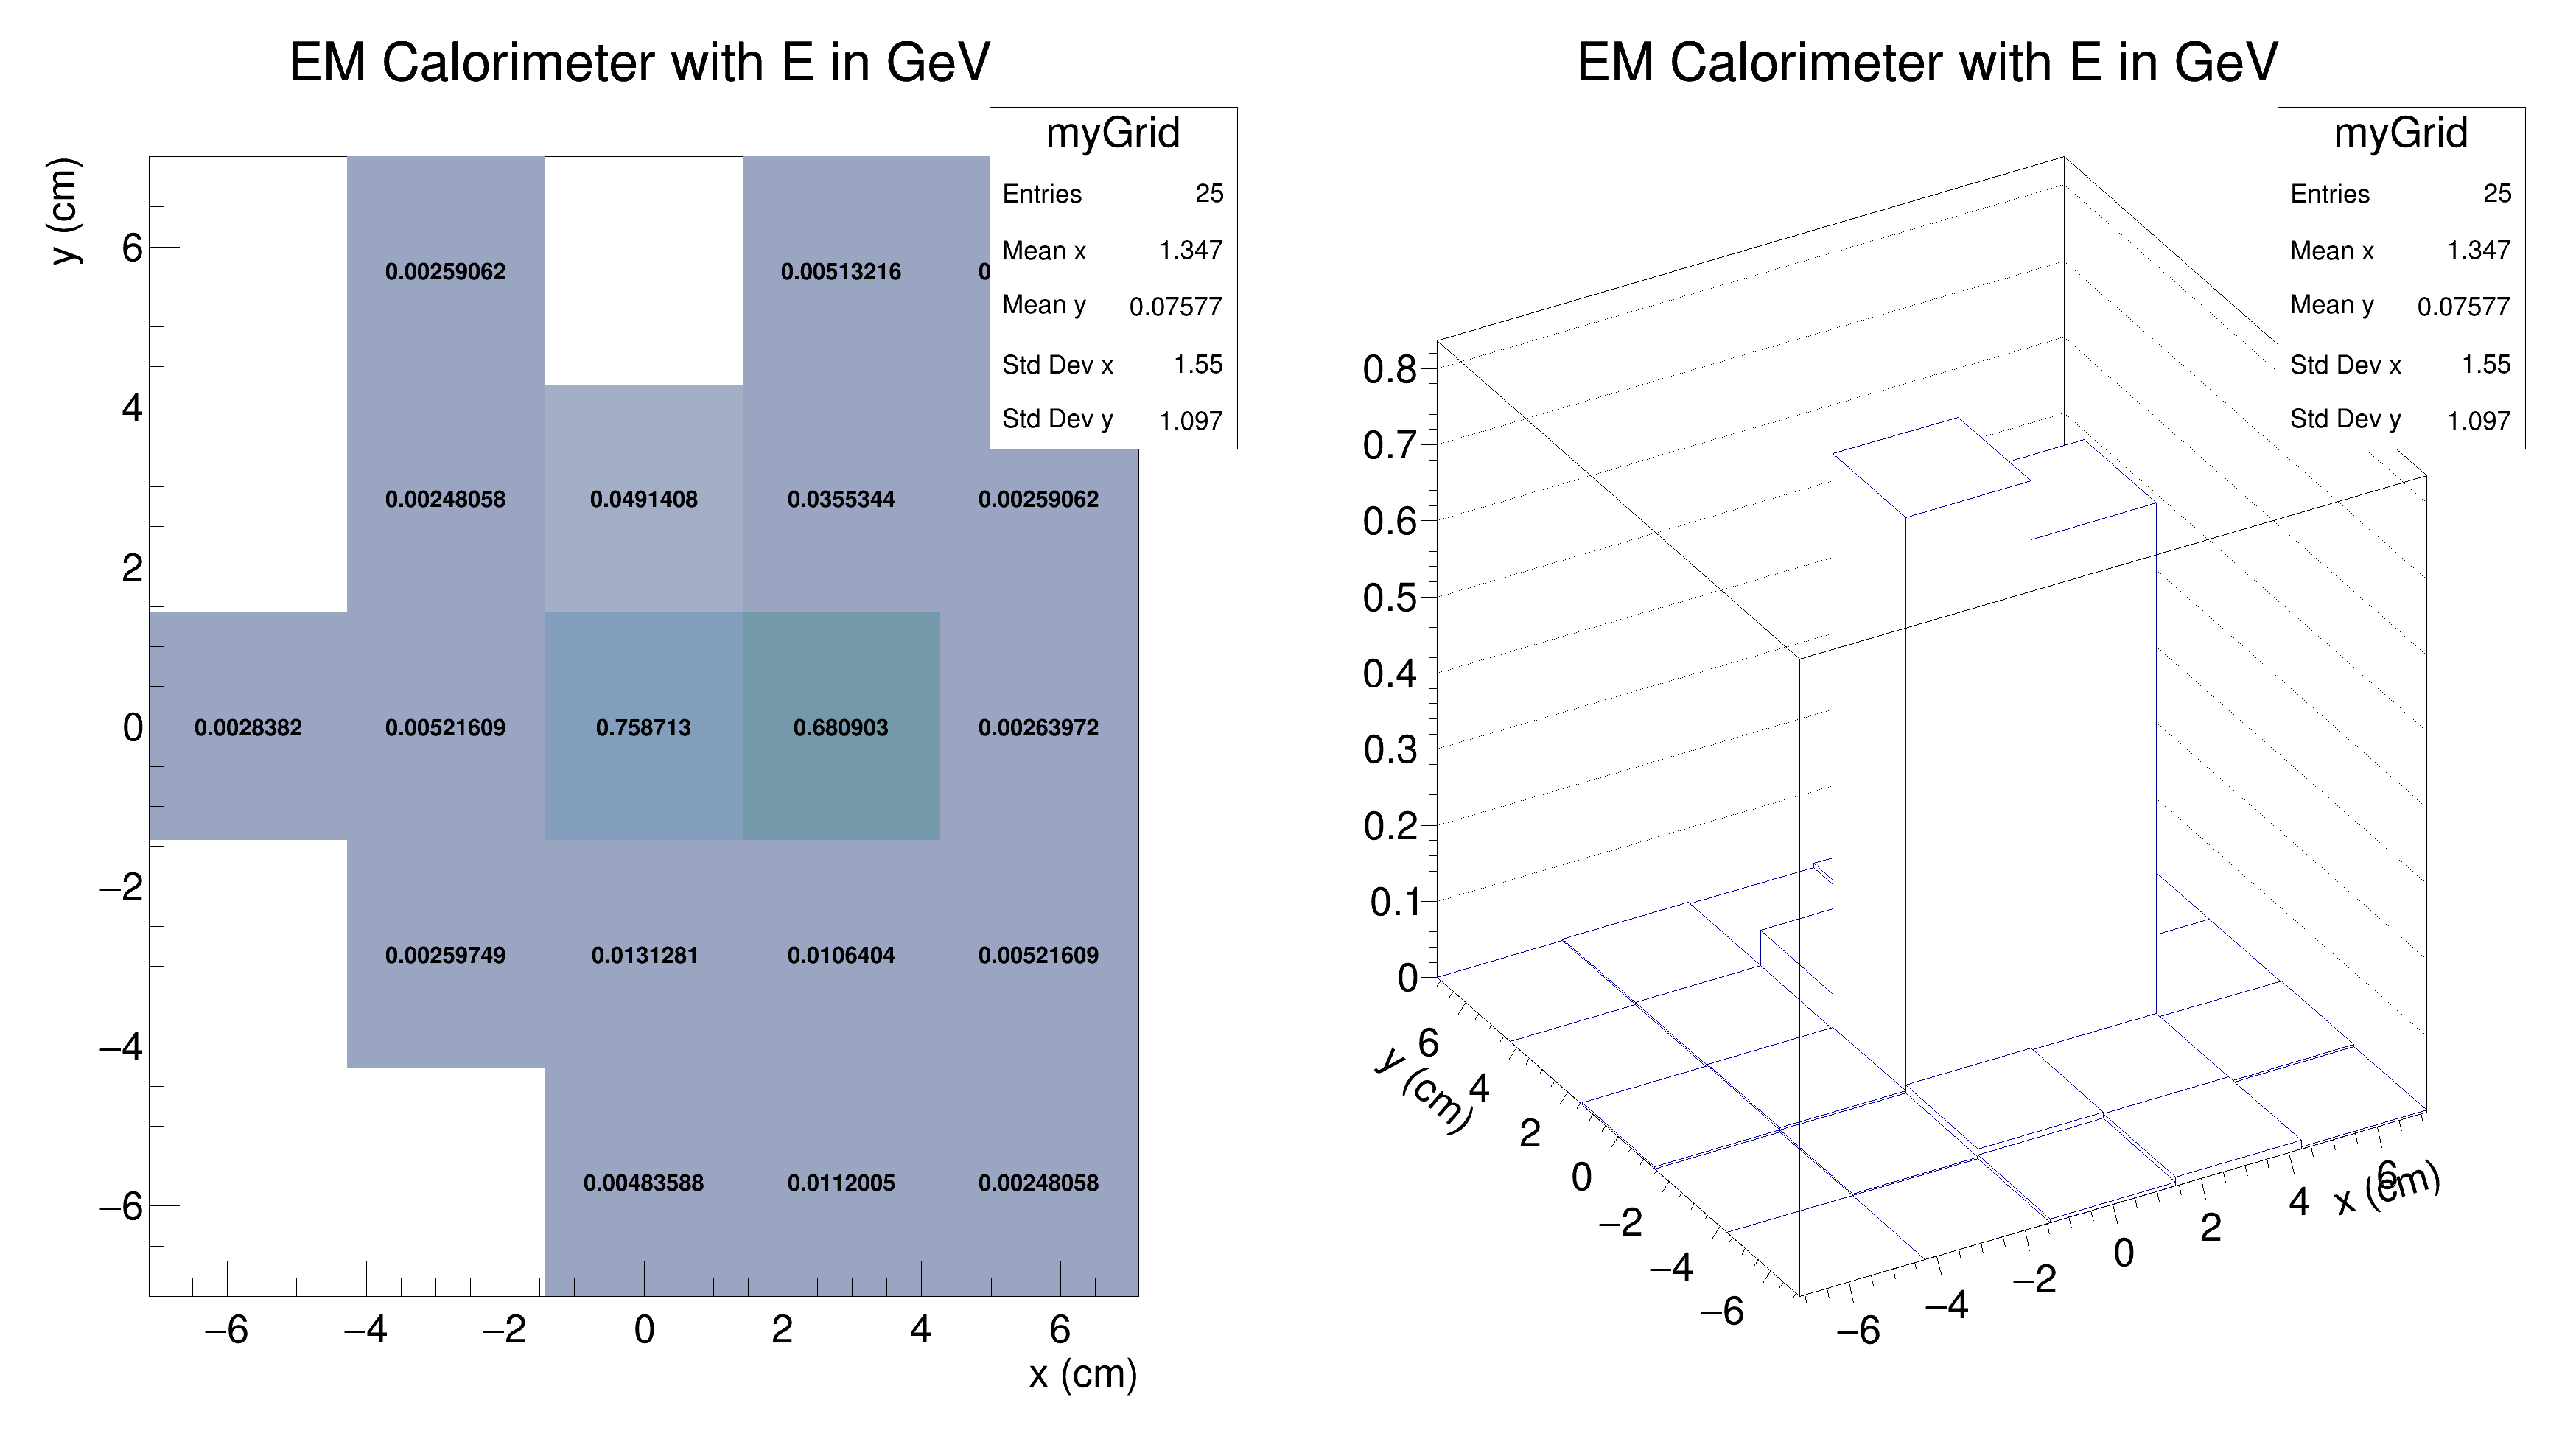 EM Calorimeter with E in GeV
myGrid
Entries 25
Mean x 1.347
Mean y 0.07577
Std Dev x 1.55
Std Dev y 1.097
y (cm)
6
4
2
0
−2
−4
−6
0.00259062 0.00513216
0.00248058 0.0491408 0.0355344 0.00259062
0.0028382 0.00521609 0.758713 0.680903 0.00263972
0.00259749 0.0131281 0.0106404 0.00521609
0.00483588 0.0112005 0.00248058
−6 −4 −2 0 2 4 6
x (cm)
EM Calorimeter with E in GeV
myGrid
Entries 25
Mean x 1.347
Mean y 0.07577
Std Dev x 1.55
Std Dev y 1.097
0.8
0.7
0.6
0.5
0.4
0.3
0.2
0.1
0
y (cm)
6
4
2
0
−2
−4
−6
−6 −4 −2 0 2 4 6
x (cm)